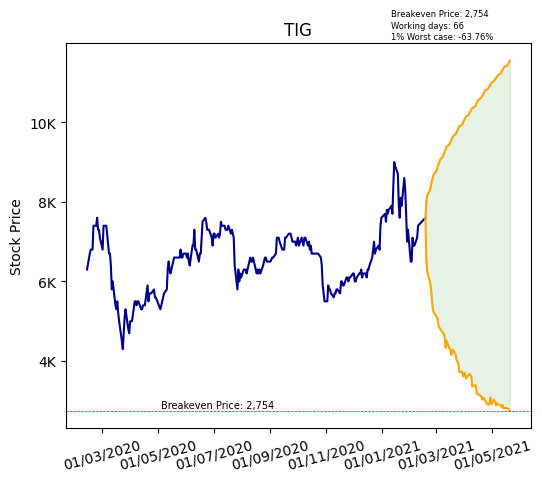 Breakeven Price: 2,754
Working days: 66
1% Worst case: -63.76%
TIG
Stock Price
10K
8K
6K
4K
Breakeven Price: 2,754
01/03/2020
01/05/2020
01/07/2020
01/09/2020
01/11/2020
01/01/2021
01/03/2021
01/05/2021